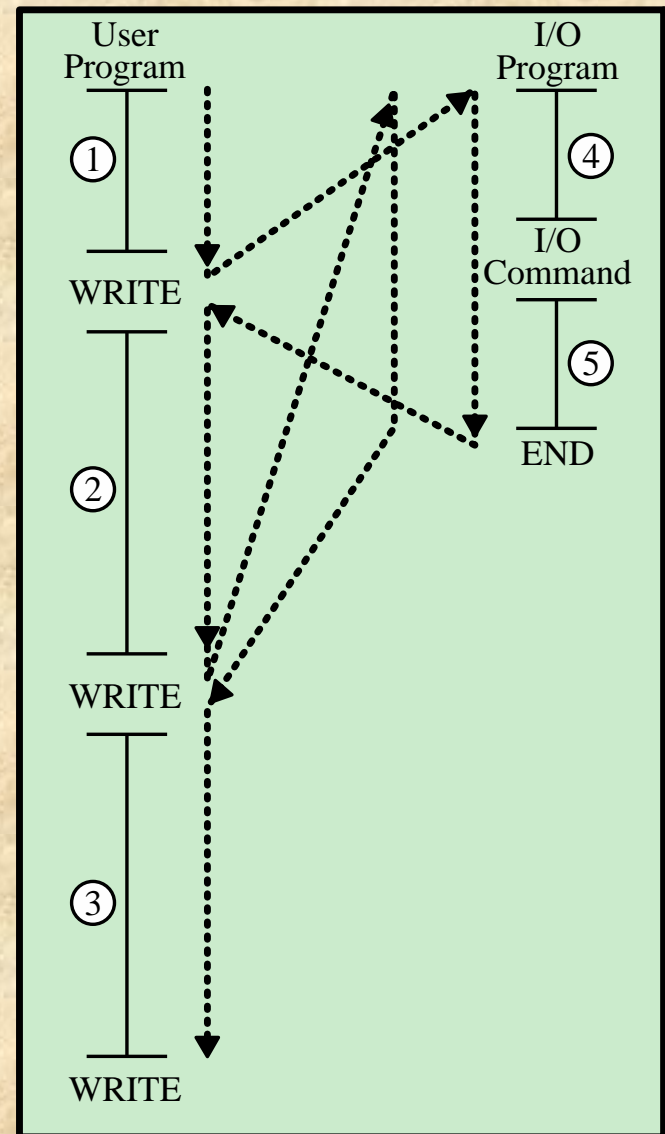 User
Program
1
WRITE
2
WRITE
3
WRITE
I/O
Program
4
I/O
Command
5
END